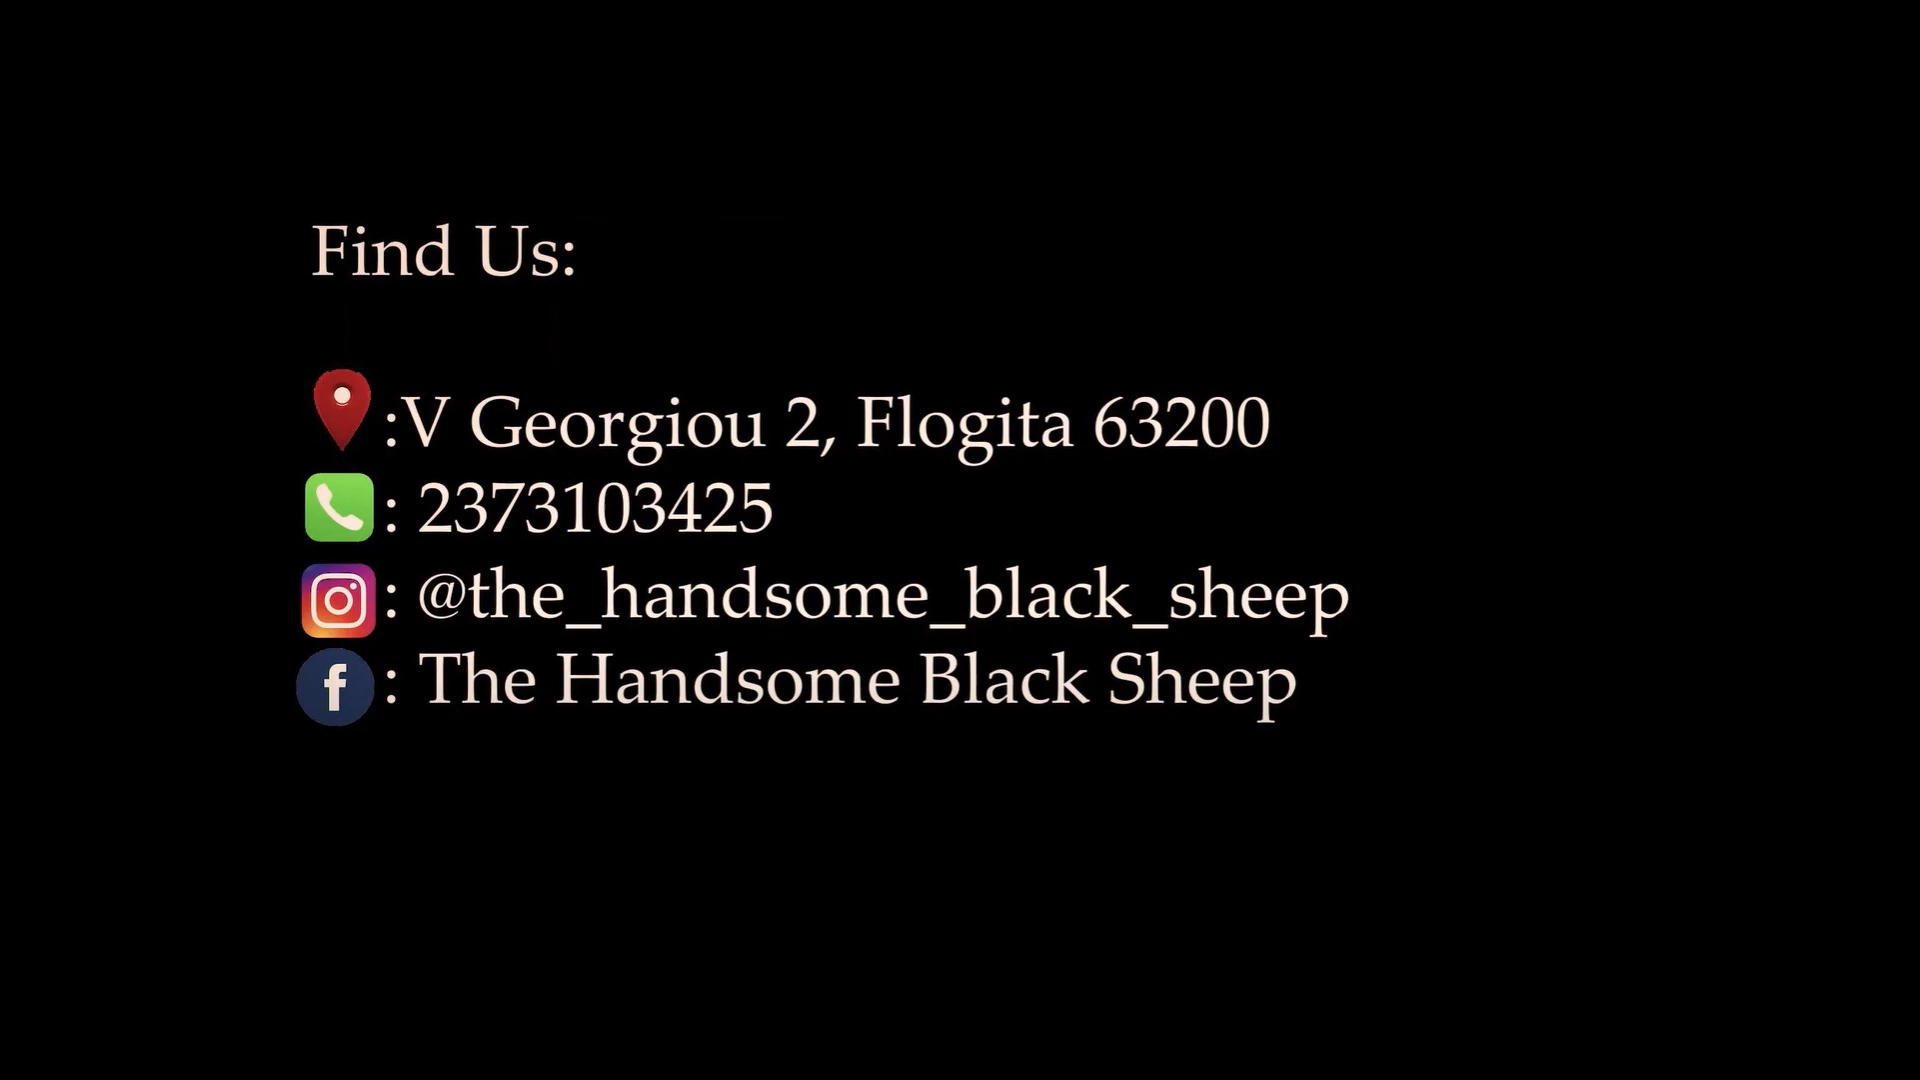 Find Us:
:V Georgiou 2, Flogita 63200
: 2373103425
: @the_handsome_black_sheep
: The Handsome Black Sheep